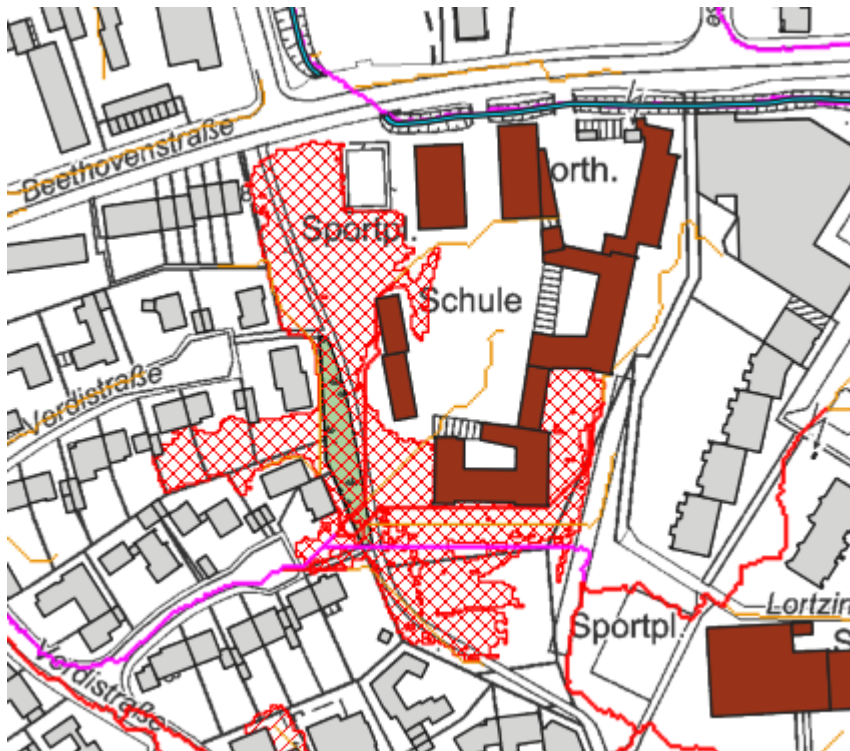 Beethovenstraße
orth.
Sportpl.
Schule
Verdistraße
Lortzin
Sportpl.
Verdistraße